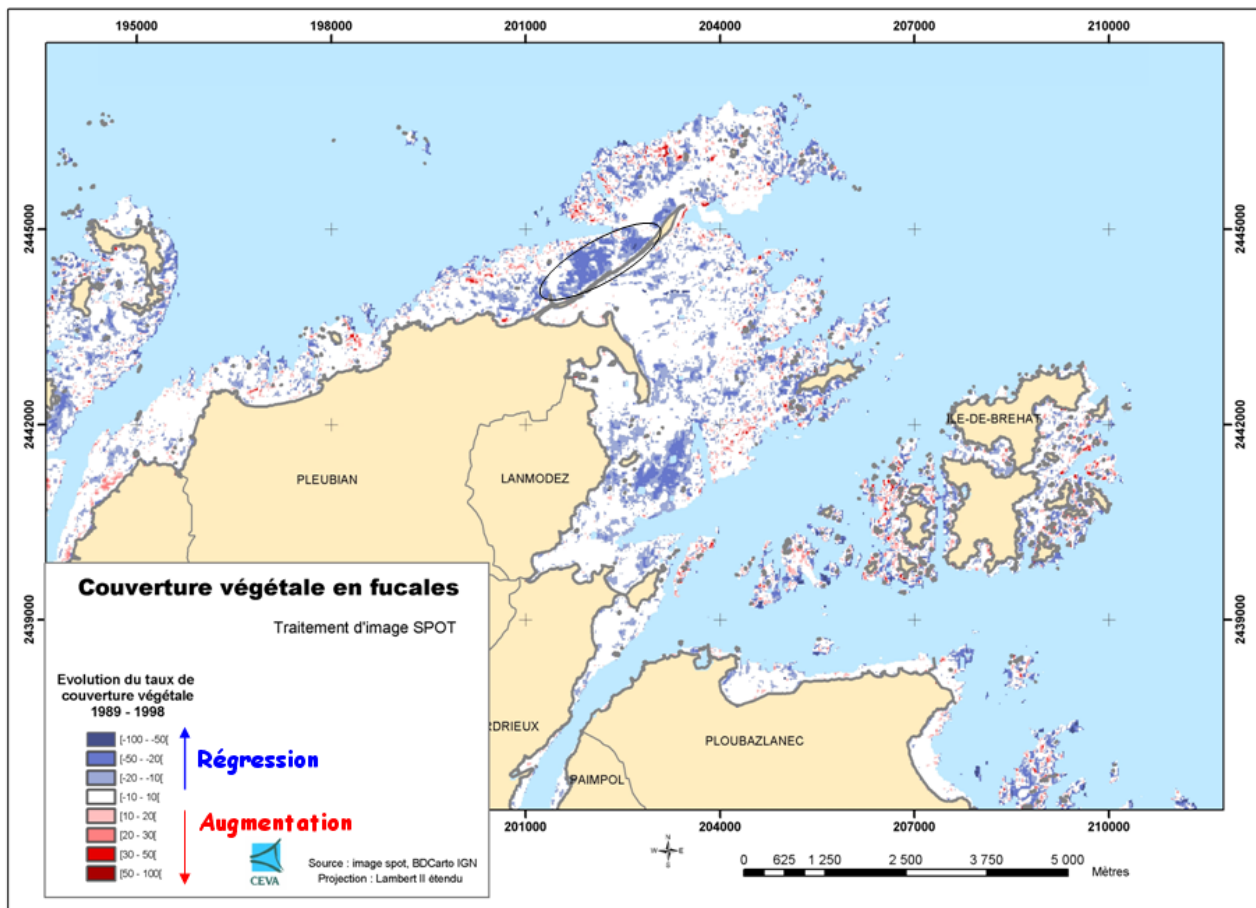 195000 198000 201000 204000 207000 210000
2445000 2445000
2442000 2442000
ILE-DE-BREHAT
PLEUBIAN LANMODEZ
2439000 2439000
RDRIEUX
PLOUBAZLANEC
PAIMPOL
Couverture végétale en fucales
Traitement d'image SPOT
Evolution du taux de
couverture végétale
1989 - 1998
[-100 - -50[
[-50 - -20[
[-20 - -10[
[-10 - 10[
[10 - 20[
[20 - 30[
[30 - 50[
[50 - 100[
Régression
Augmentation
CEVA
Source : image spot, BDCarto IGN
Projection : Lambert II étendu
201000 204000 207000 210000
N
W E
S
0 625 1 250 2 500 3 750 5 000
Mètres